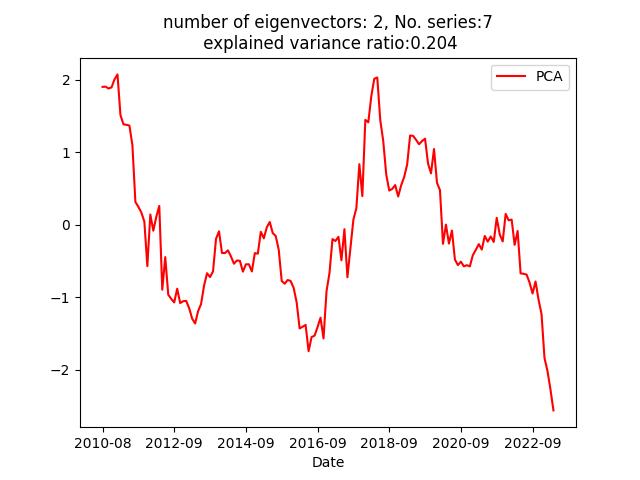 number of eigenvectors: 2, No. series:7
explained variance ratio:0.204
PCA
2
1
0
−1
−2
2010-08 2012-09 2014-09 2016-09 2018-09 2020-09 2022-09
Date